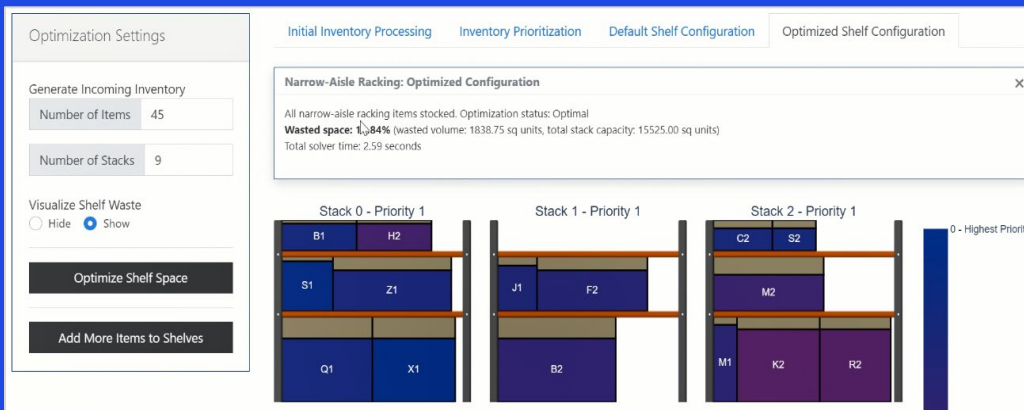 Optimization Settings
Generate Incoming Inventory
Number of Items 45
Number of Stacks 9
Visualize Shelf Waste
Hide Show
Optimize Shelf Space
Add More Items to Shelves
Initial Inventory Processing Inventory Prioritization Default Shelf Configuration Optimized Shelf Configuration
Narrow-Aisle Racking: Optimized Configuration
All narrow-aisle racking items stocked. Optimization status: Optimal
Wasted space: (wasted volume: 1838.75 sq units, total stack capacity: 15525.00 sq units)
Total solver time: 2.59 seconds
Stack 0 - Priority 1
B1 H2
S1 Z1
Q1 X1
Stack 1 - Priority 1
J1 F2
B2
Stack 2 - Priority 1
C2 S2
M2
M1 K2 R2
0 - Highest